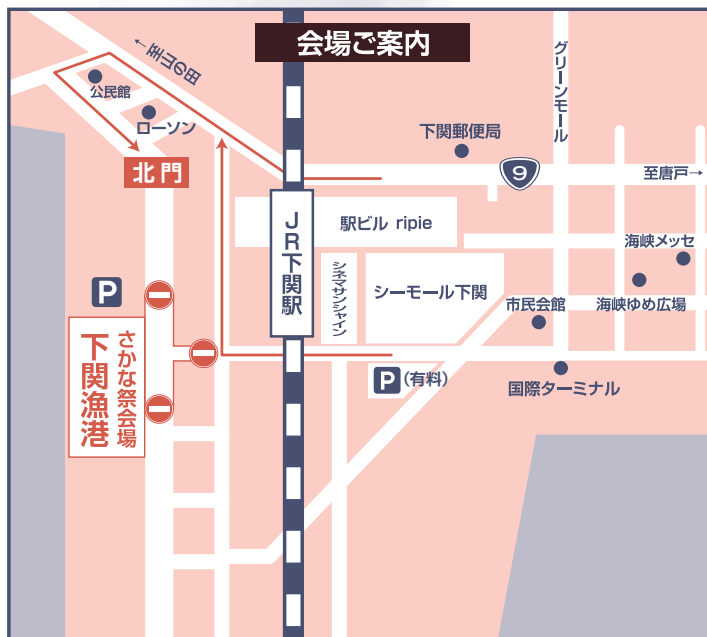 会場ご案内
←至正の田
グリーンモール
公民館
ローソン
下関郵便局
北門
9
至唐戸→
JR下関駅
駅ビル ripie
海峡メッセ
シネマサンシャイン
シーモール下関
P
市民会館
海峡ゆめ広場
さかな祭会場
下関漁港
P(有料)
国際ターミナル